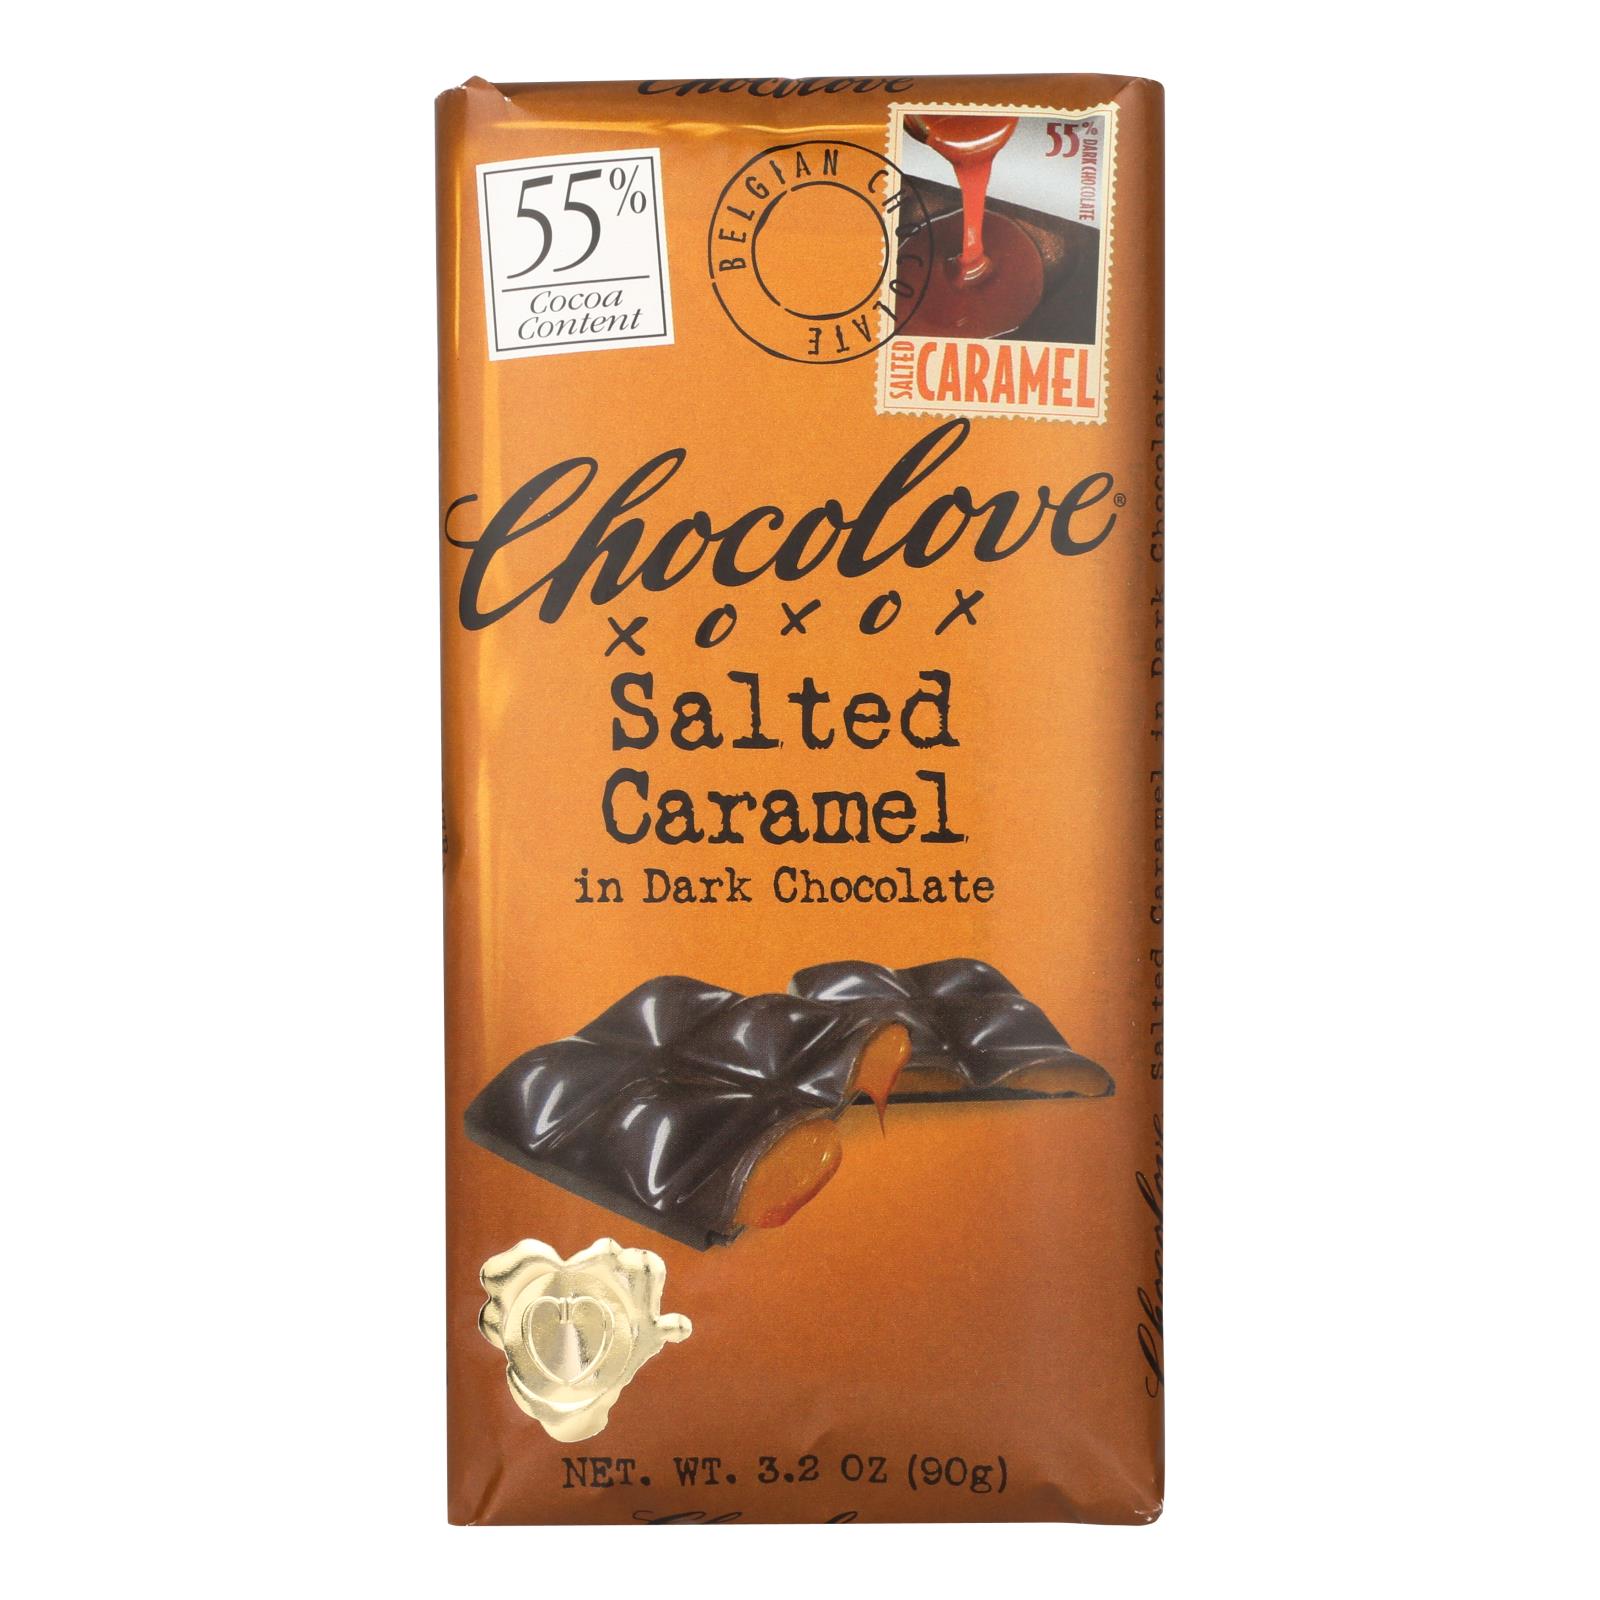 Chocolove
55%
Cocoa
Content
BELGIAN CHOCOLATE
55% DARK CHOCOLATE
SALTED CARAMEL
Chocolove®
x o x o x
Salted
Caramel
in Dark Chocolate
NET. WT. 3.2 OZ (90g)
Chocolove Salted Caramel in Dark Chocolate